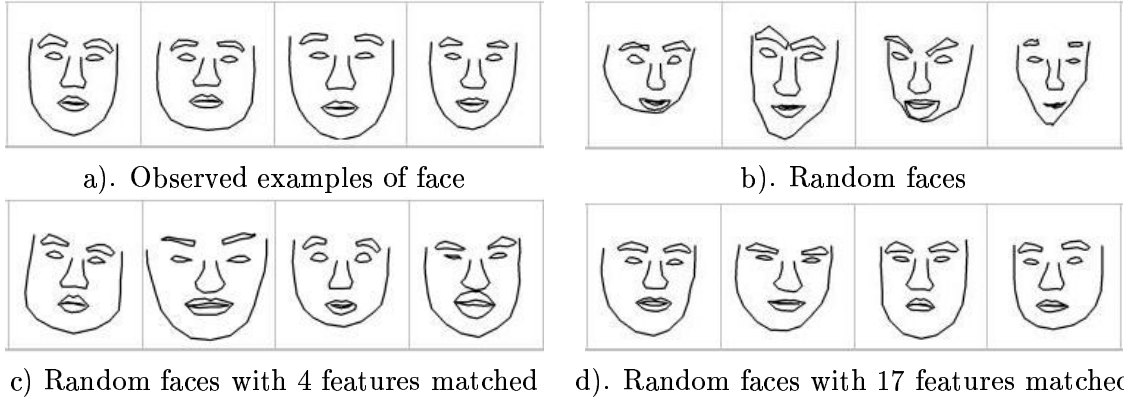 a). Observed examples of face
b). Random faces
c) Random faces with 4 features matched
d). Random faces with 17 features matched